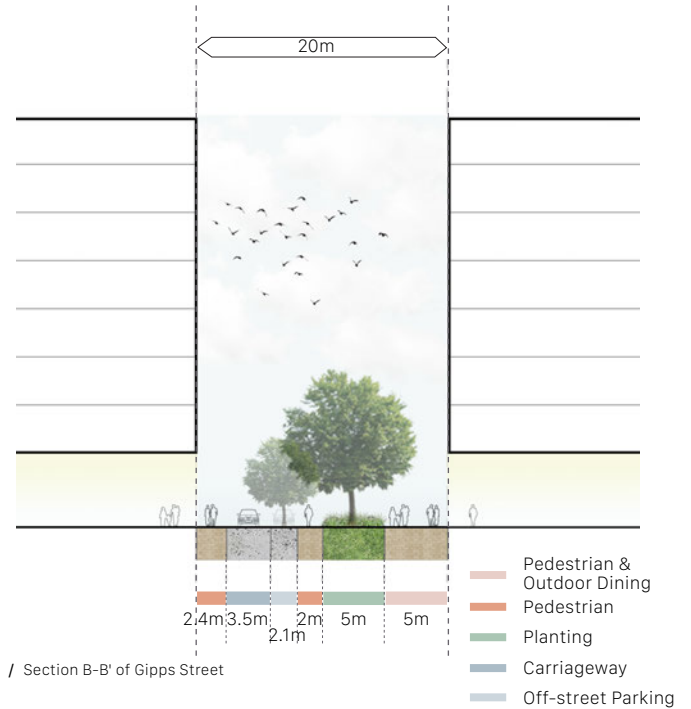 20m
2.4m
3.5m
2.1m
2m
5m
5m
Pedestrian &
Outdoor Dining
Pedestrian
Planting
Carriageway
Off-street Parking
/ Section B-B' of Gipps Street